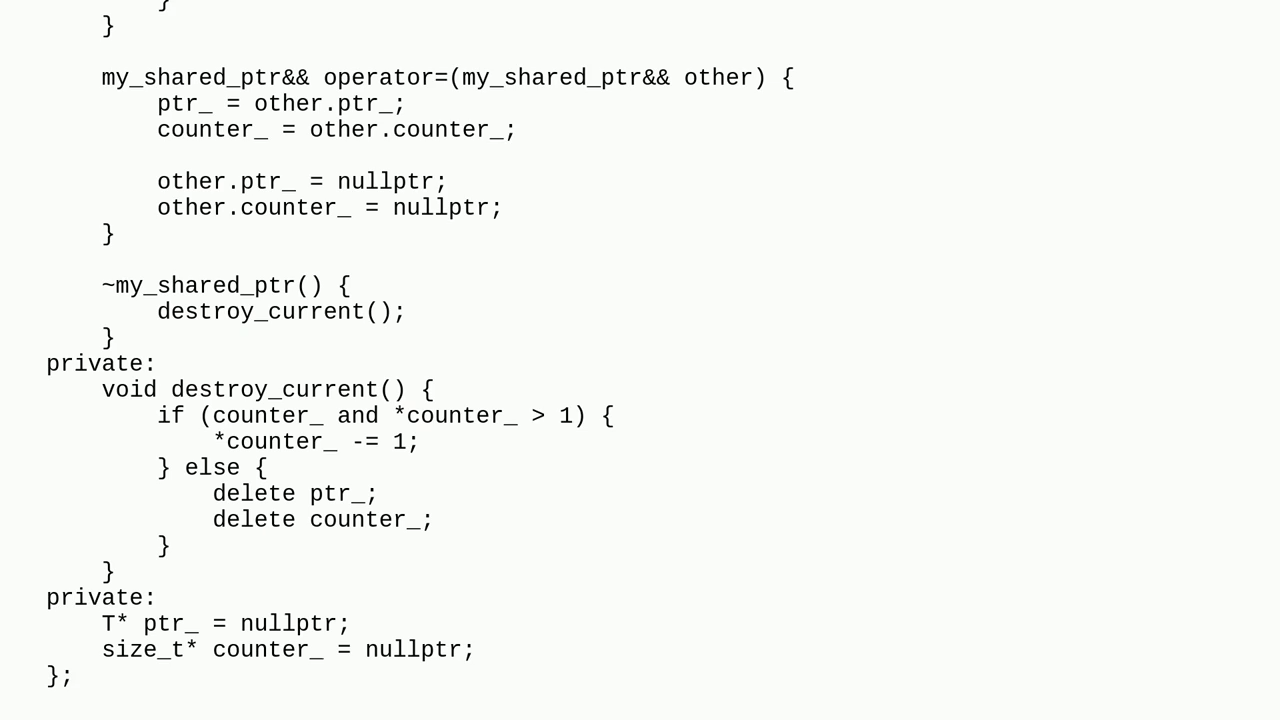 }
}
my_shared_ptr&& operator=(my_shared_ptr&& other) {
ptr_ = other.ptr_;
counter_ = other.counter_;
other.ptr_ = nullptr;
other.counter_ = nullptr;
}
~my_shared_ptr() {
destroy_current();
}
private:
void destroy_current() {
if (counter_ and *counter_ > 1) {
*counter_ -= 1;
} else {
delete ptr_;
delete counter_;
}
}
private:
T* ptr_ = nullptr;
size_t* counter_ = nullptr;
};